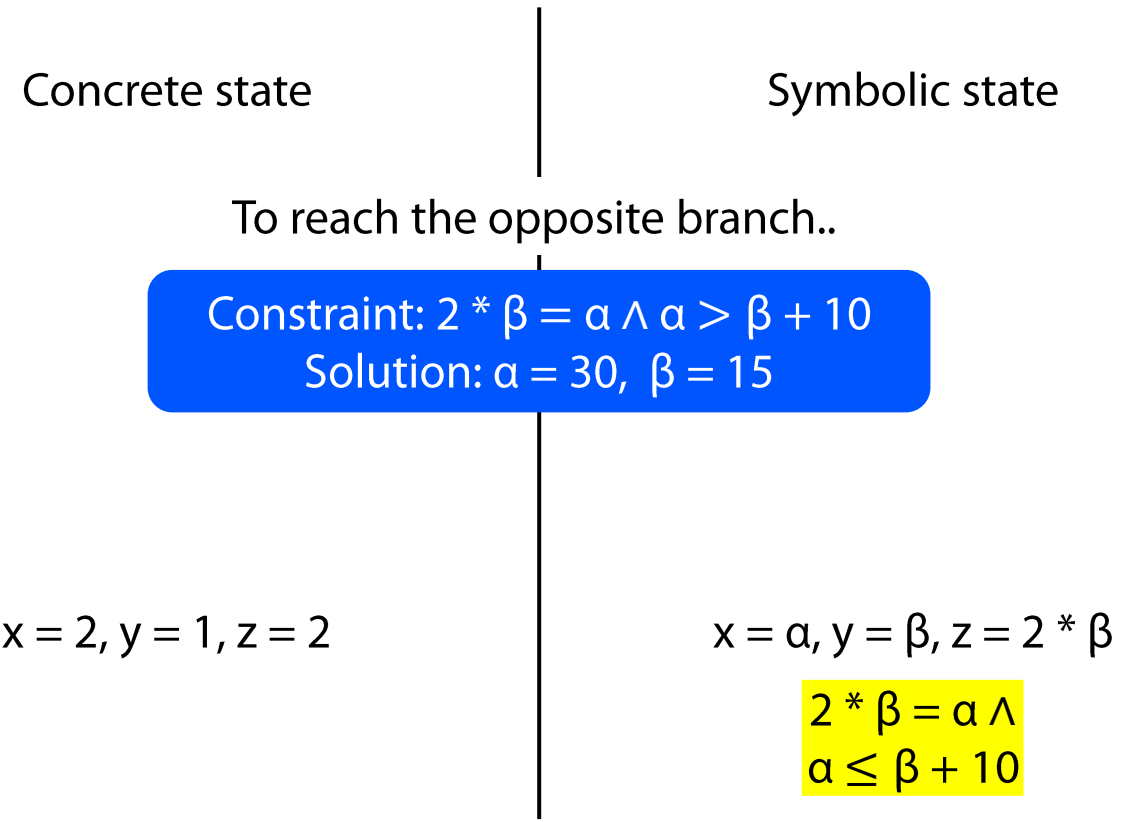 Concrete state
Symbolic state
To reach the opposite branch..
Constraint: 2 * β = α ∧ α > β + 10
Solution: α = 30, β = 15
x = 2, y = 1, z = 2
x = α, y = β, z = 2 * β
2 * β = α ∧
α ≤ β + 10